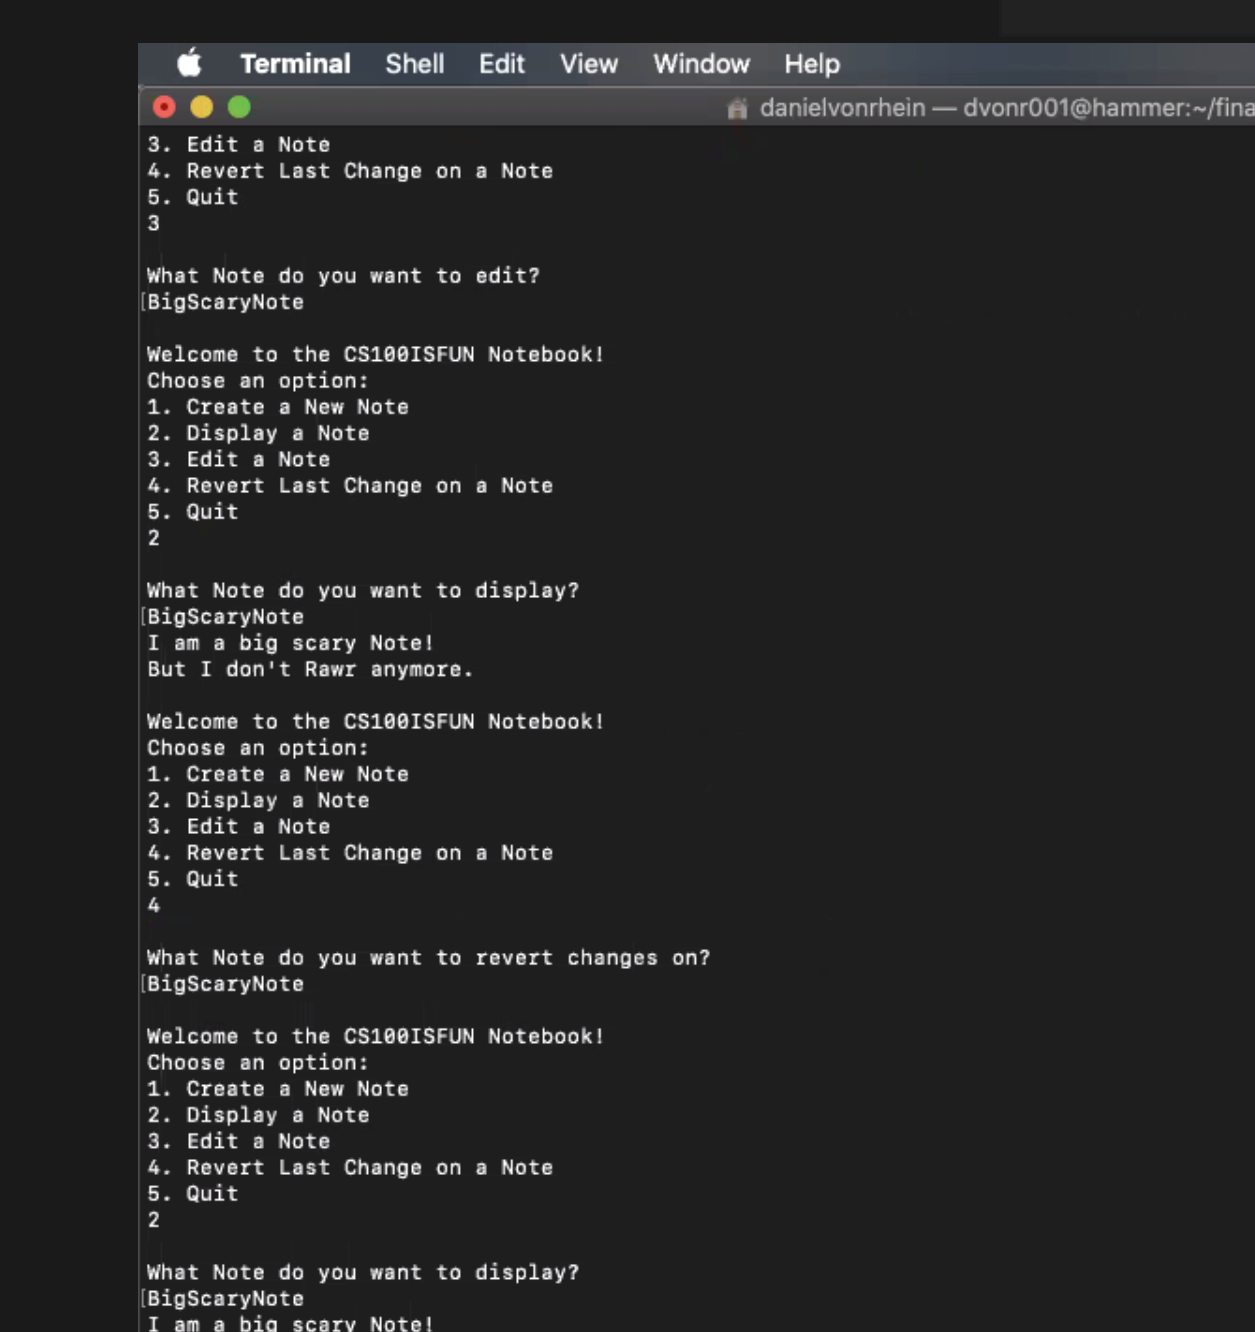 Terminal Shell Edit View Window Help
danielvonrhein — dvonr001@hammer:~/fina
3. Edit a Note
4. Revert Last Change on a Note
5. Quit
3
What Note do you want to edit?
[BigScaryNote
Welcome to the CS100ISFUN Notebook!
Choose an option:
1. Create a New Note
2. Display a Note
3. Edit a Note
4. Revert Last Change on a Note
5. Quit
2
What Note do you want to display?
[BigScaryNote
I am a big scary Note!
But I don't Rawr anymore.
Welcome to the CS100ISFUN Notebook!
Choose an option:
1. Create a New Note
2. Display a Note
3. Edit a Note
4. Revert Last Change on a Note
5. Quit
4
What Note do you want to revert changes on?
[BigScaryNote
Welcome to the CS100ISFUN Notebook!
Choose an option:
1. Create a New Note
2. Display a Note
3. Edit a Note
4. Revert Last Change on a Note
5. Quit
2
What Note do you want to display?
[BigScaryNote
I am a big scary Note!